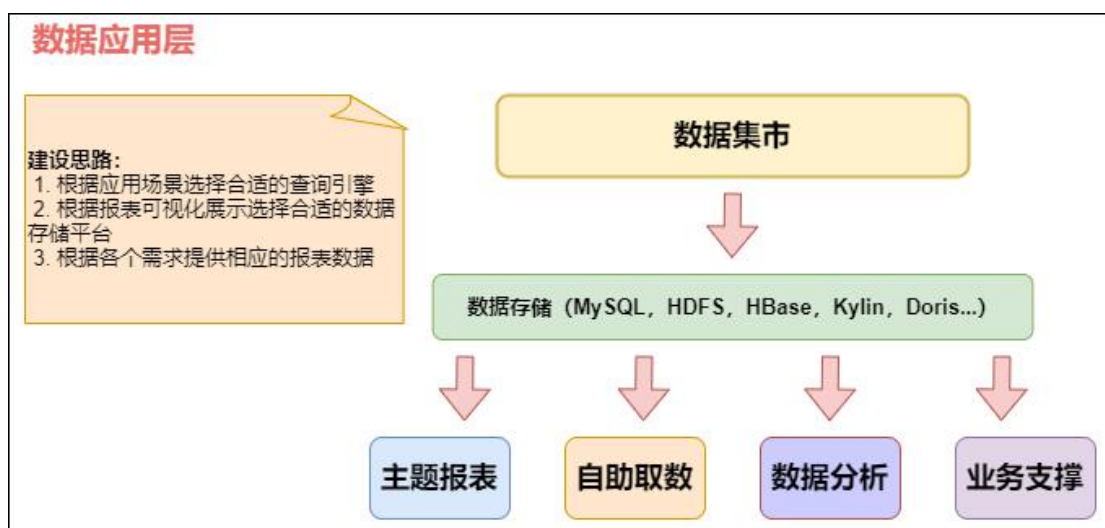 数据应用层
建设思路：
1. 根据应用场景选择合适的查询引擎
2. 根据报表可视化展示选择合适的数据
存储平台
3. 根据各个需求提供相应的报表数据
数据集市
数据存储（MySQL，HDFS，HBase，Kylin，Doris...）
主题报表
自助取数
数据分析
业务支撑